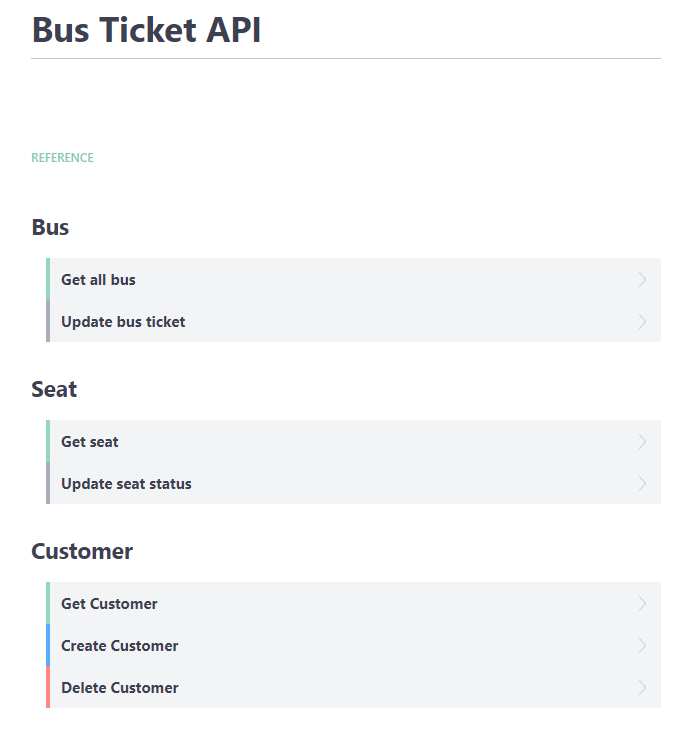 Bus Ticket API
REFERENCE
Bus
Get all bus
Update bus ticket
Seat
Get seat
Update seat status
Customer
Get Customer
Create Customer
Delete Customer